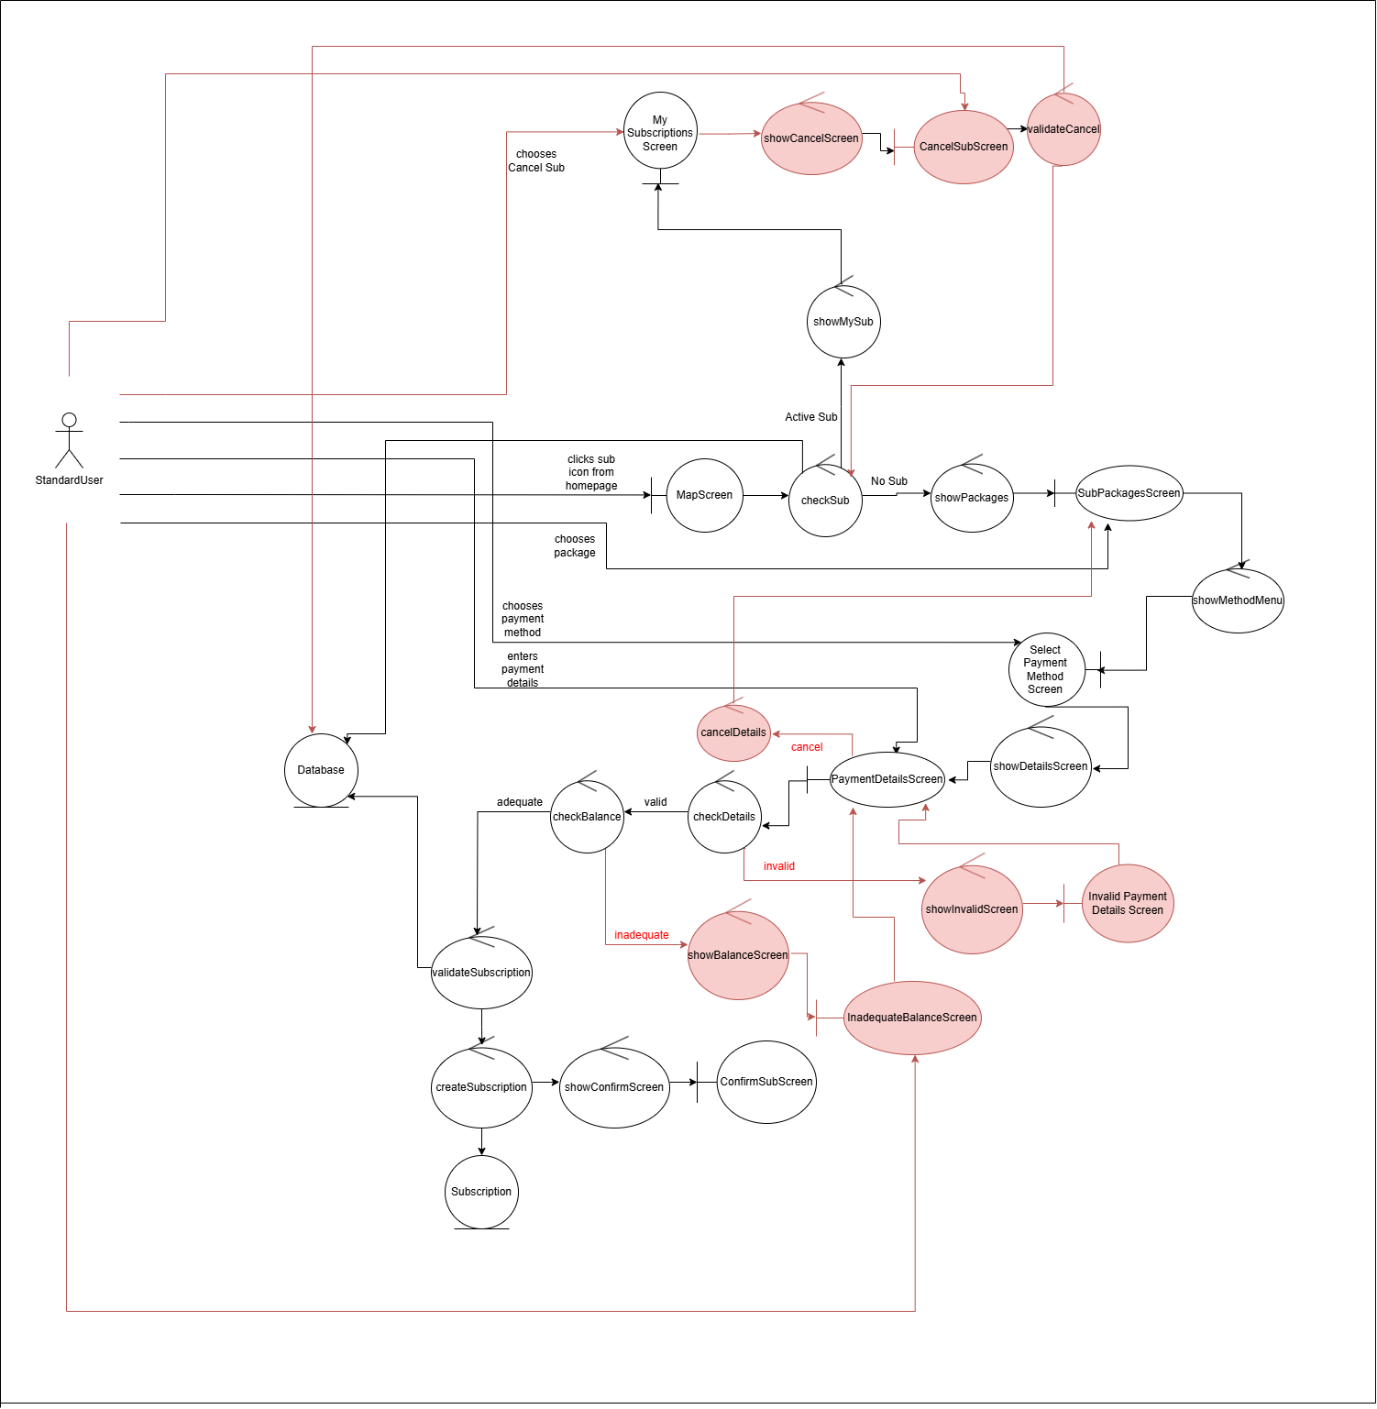 My
Subscriptions
Screen
showCancelScreen
CancelSubScreen
validateCancel
chooses
Cancel Sub
showMySub
Active Sub
StandardUser
clicks sub
icon from
homepage
MapScreen
checkSub
No Sub
showPackages
SubPackagesScreen
chooses
package
showMethodMenu
chooses
payment
method
Select
Payment
Method
Screen
enters
payment
details
cancelDetails
cancel
Database
showDetailsScreen
PaymentDetailsScreen
adequate
checkBalance
valid
checkDetails
invalid
showInvalidScreen
Invalid Payment
Details Screen
inadequate
showBalanceScreen
validateSubscription
InadequateBalanceScreen
createSubscription
showConfirmScreen
ConfirmSubScreen
Subscription